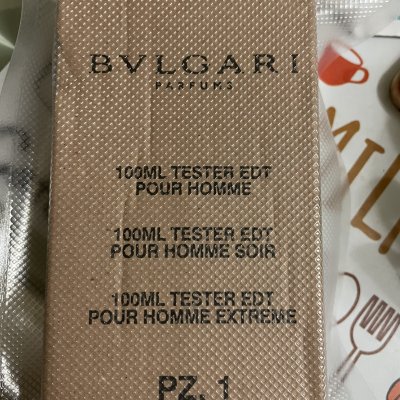 BVLGARI
PARFUMS
100ML TESTER EDT
POUR HOMME
100ML TESTER EDT
POUR HOMME SOIR
100ML TESTER EDT
POUR HOMME EXTREME
PZ. 1